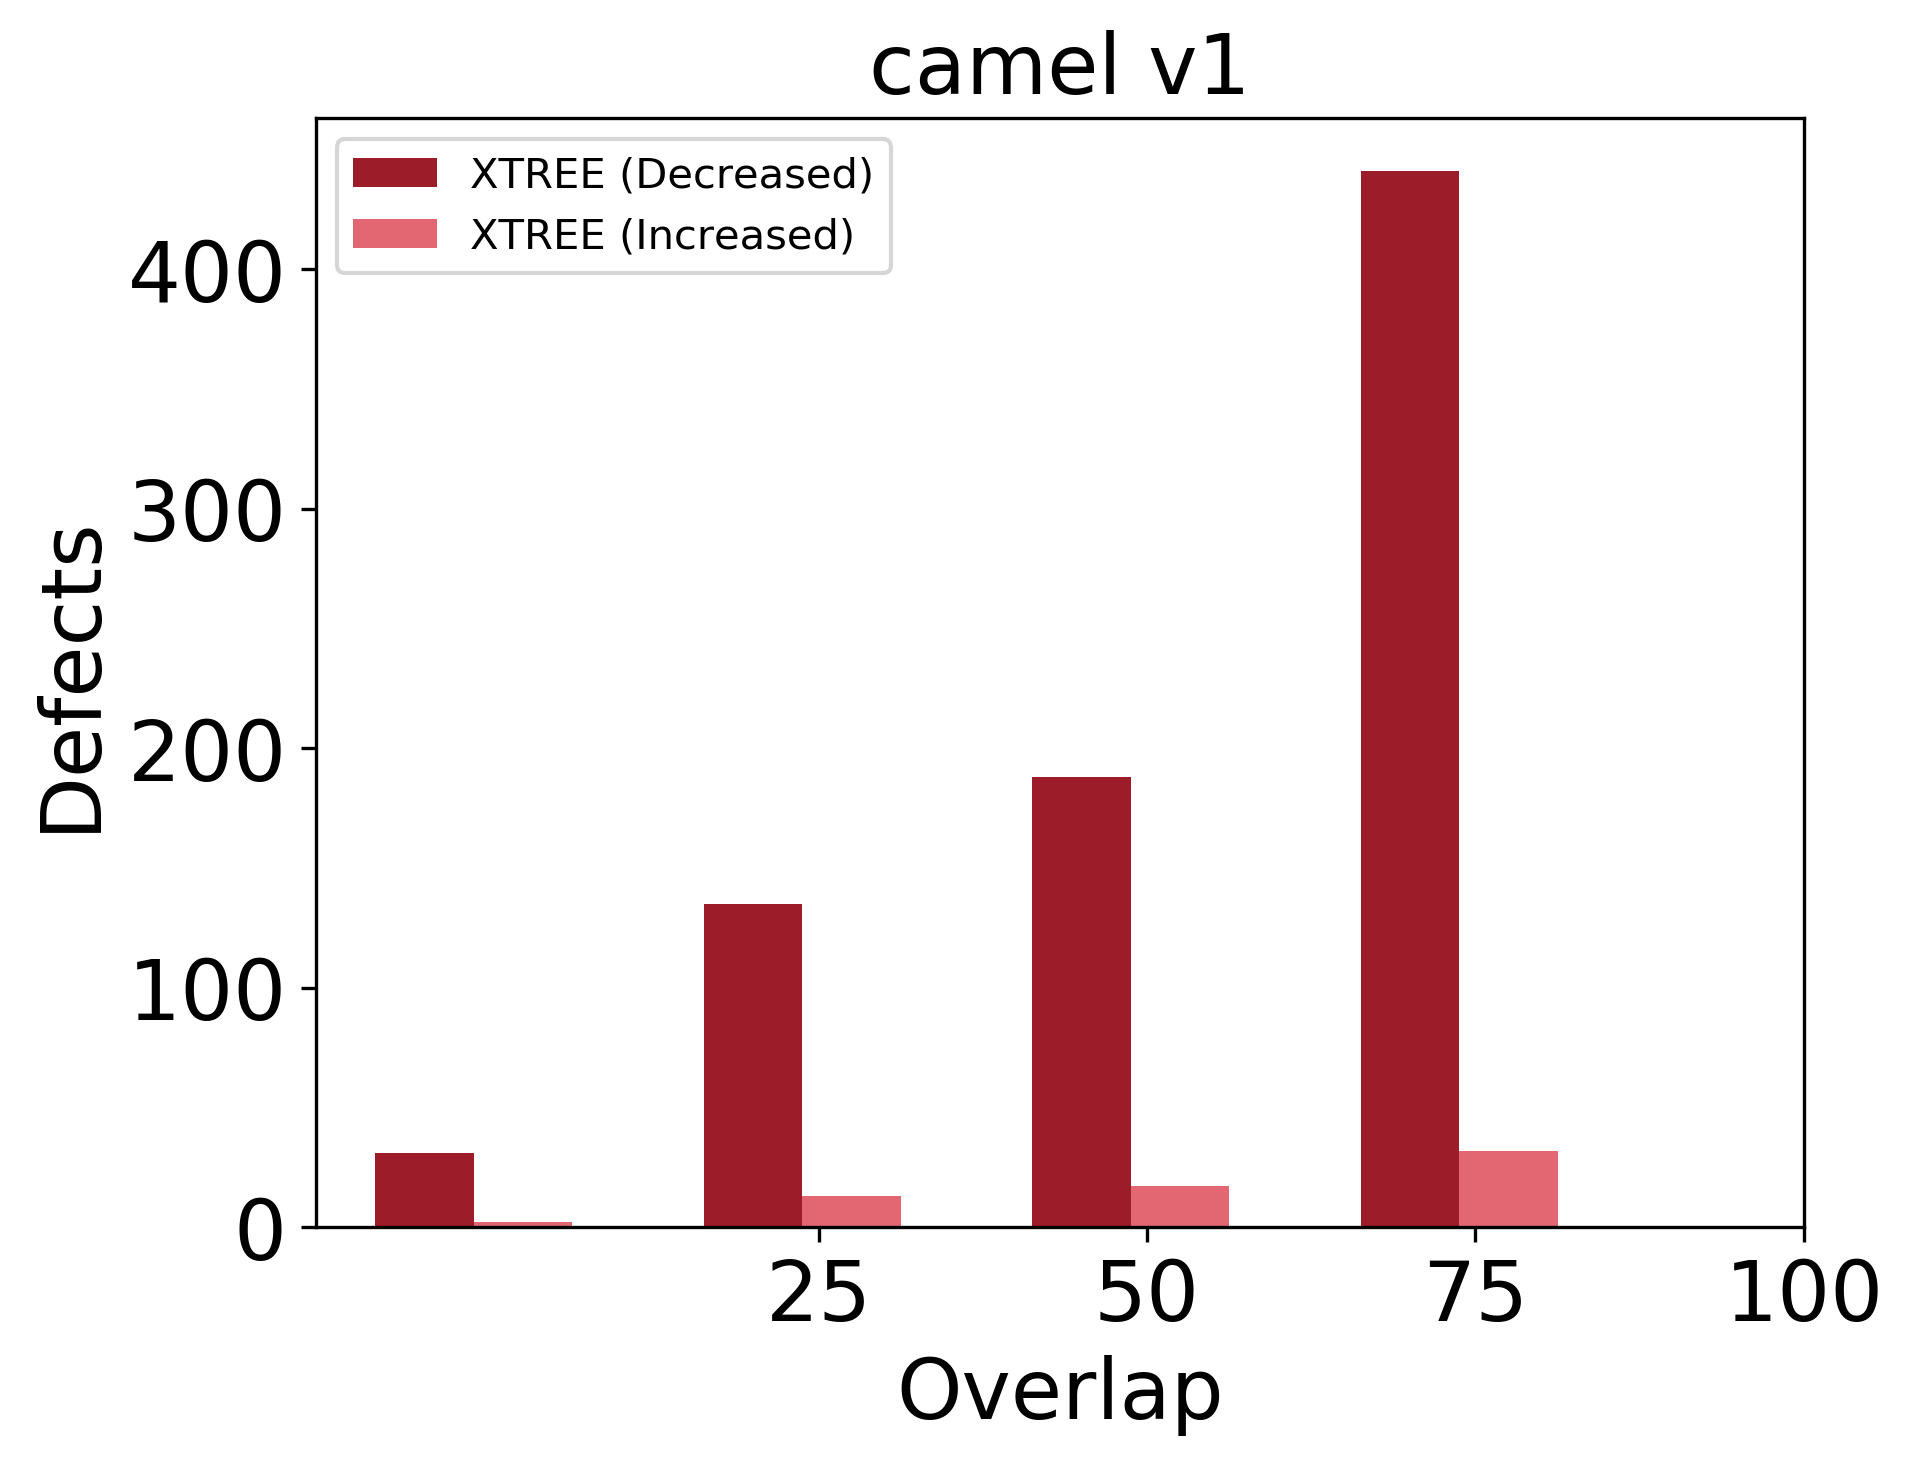 camel v1
XTREE (Decreased)
XTREE (Increased)
Defects
400
300
200
100
0
25 50 75 100
Overlap